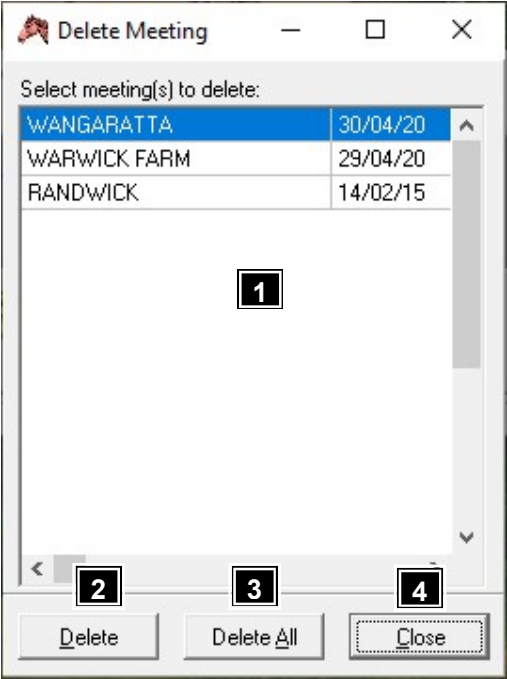 Delete Meeting
Select meeting(s) to delete:
WANGARATTA 30/04/20
WARWICK FARM 29/04/20
RANDWICK 14/02/15
1
2 3 4
Delete Delete All Close